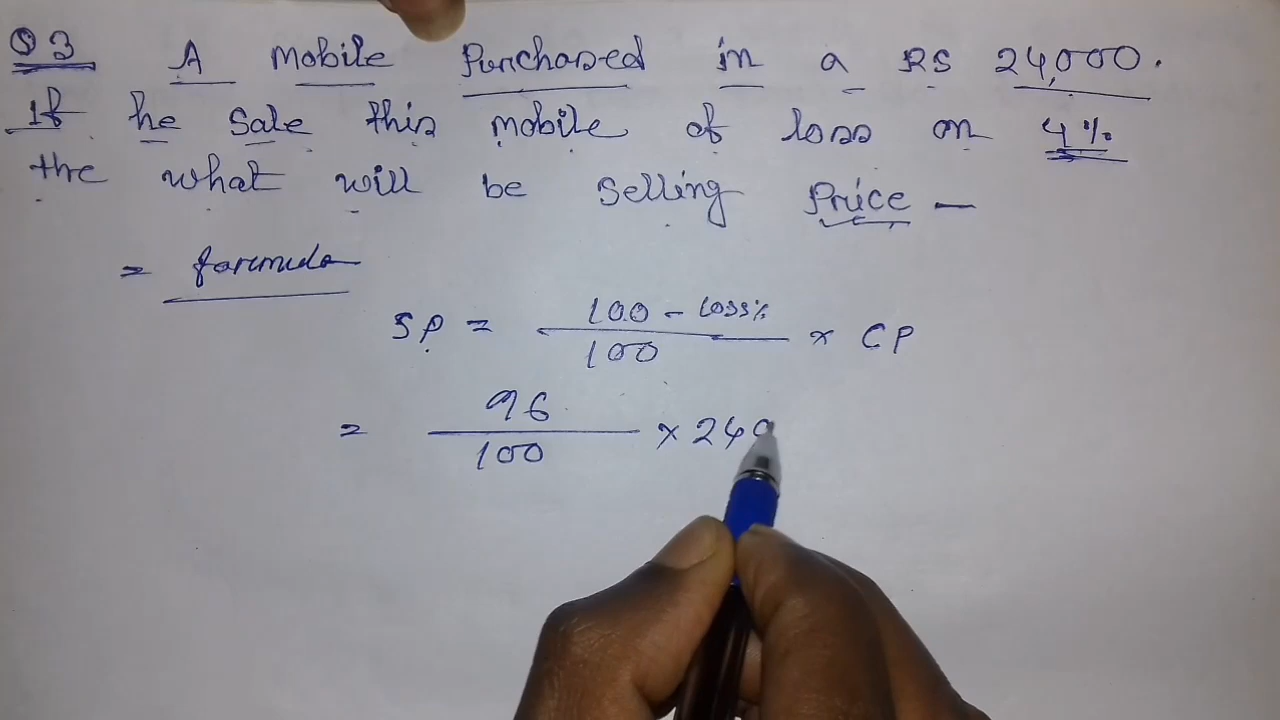 Q 3 A Mobile Purchased in a RS 24,000.
If he sale this mobile of loss on 4%
the what will be selling Price —
= formula
SP = 100 - Loss% / 100 × CP
= 96 / 100 × 240